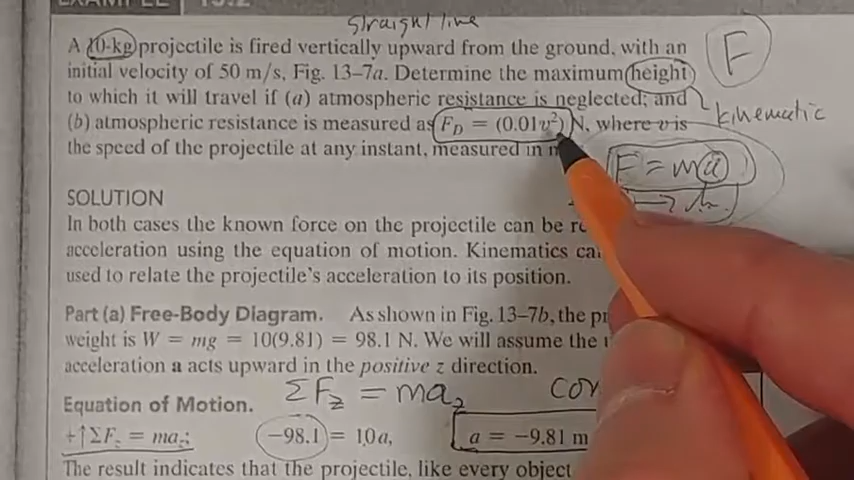 EXAMPLE 13.2
straight line
A 10-kg projectile is fired vertically upward from the ground, with an
initial velocity of 50 m/s, Fig. 13–7a. Determine the maximum height
to which it will travel if (a) atmospheric resistance is neglected; and
(b) atmospheric resistance is measured as F_D = (0.01v²) N, where v is
the speed of the projectile at any instant, measured in
F
kinematic
F = ma
SOLUTION
In both cases the known force on the projectile can be
acceleration using the equation of motion. Kinematics
used to relate the projectile's acceleration to its position.
Part (a) Free-Body Diagram. As shown in Fig. 13–7b, the
weight is W = mg = 10(9.81) = 98.1 N. We will assume the
acceleration a acts upward in the positive z direction.
ΣF_z = ma_z
Equation of Motion.
+↑ΣF_z = ma_z; −98.1 = 10a, a = −9.81 m
The result indicates that the projectile, like every object